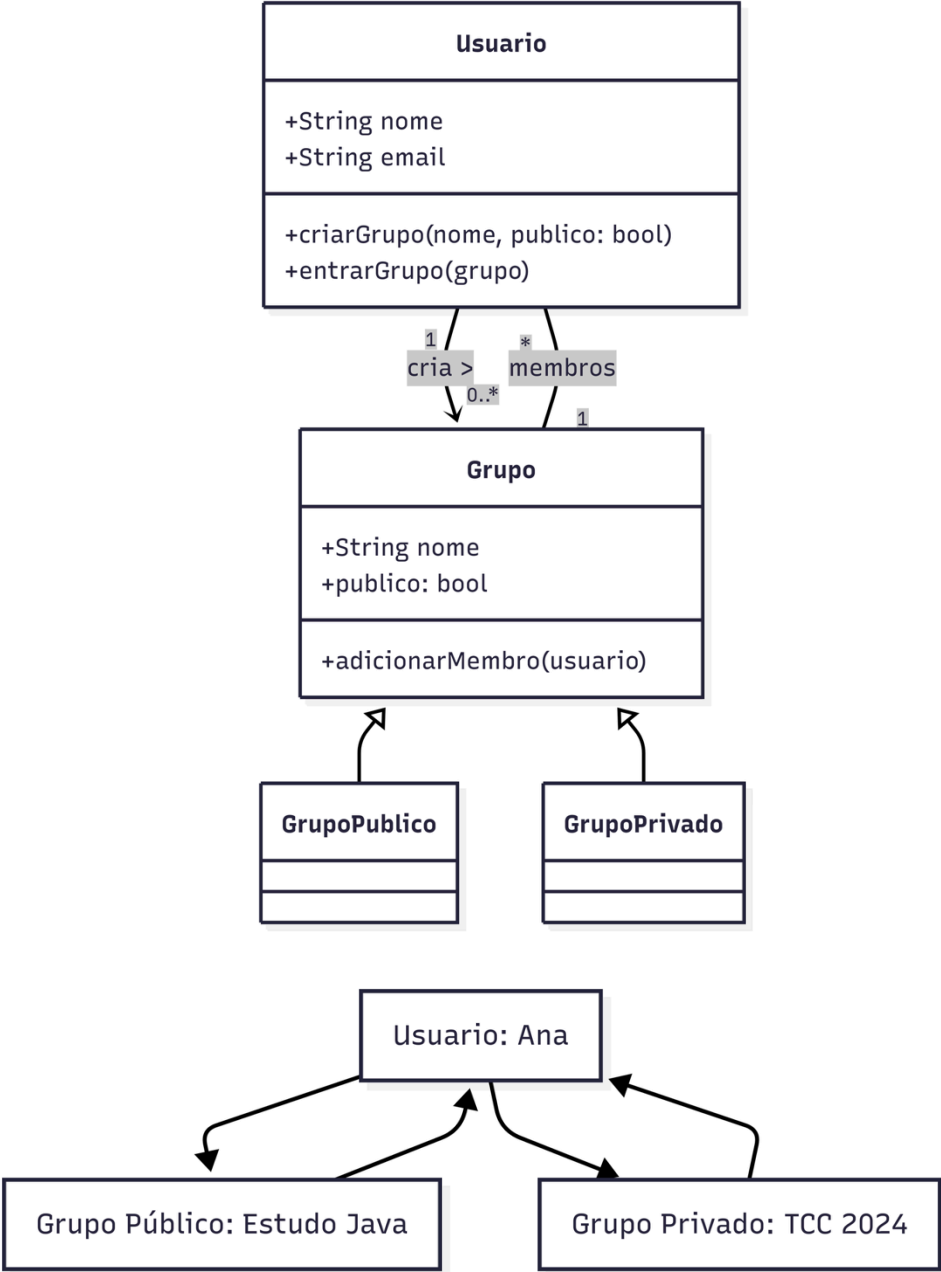 Usuario
+String nome
+String email
+criarGrupo(nome, publico: bool)
+entrarGrupo(grupo)
1
*
cria >
membros
0..*
1
Grupo
+String nome
+publico: bool
+adicionarMembro(usuario)
GrupoPublico
GrupoPrivado
Usuario: Ana
Grupo Público: Estudo Java
Grupo Privado: TCC 2024